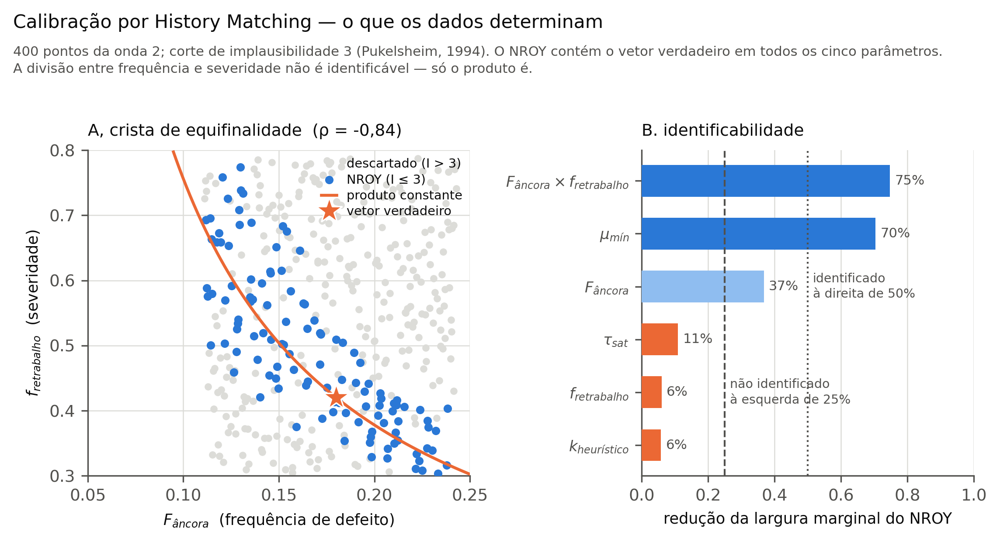 Calibração por History Matching — o que os dados determinam
400 pontos da onda 2; corte de implausibilidade 3 (Pukelsheim, 1994). O NROY contém o vetor verdadeiro em todos os cinco parâmetros.
A divisão entre frequência e severidade não é identificável — só o produto é.
A, crista de equifinalidade (ρ = -0,84)
descartado (I > 3)
NROY (I ≤ 3)
produto constante
vetor verdadeiro
0.8
0.7
0.6
0.5
0.4
0.3
f_retrabalho (severidade)
0.05 0.10 0.15 0.20 0.25
F_âncora (frequência de defeito)
B. identificabilidade
F_âncora × f_retrabalho 75%
μ_mín 70%
F_âncora 37%
identificado
à direita de 50%
τ_sat 11%
não identificado
à esquerda de 25%
f_retrabalho 6%
k_heurístico 6%
0.0 0.2 0.4 0.6 0.8 1.0
redução da largura marginal do NROY